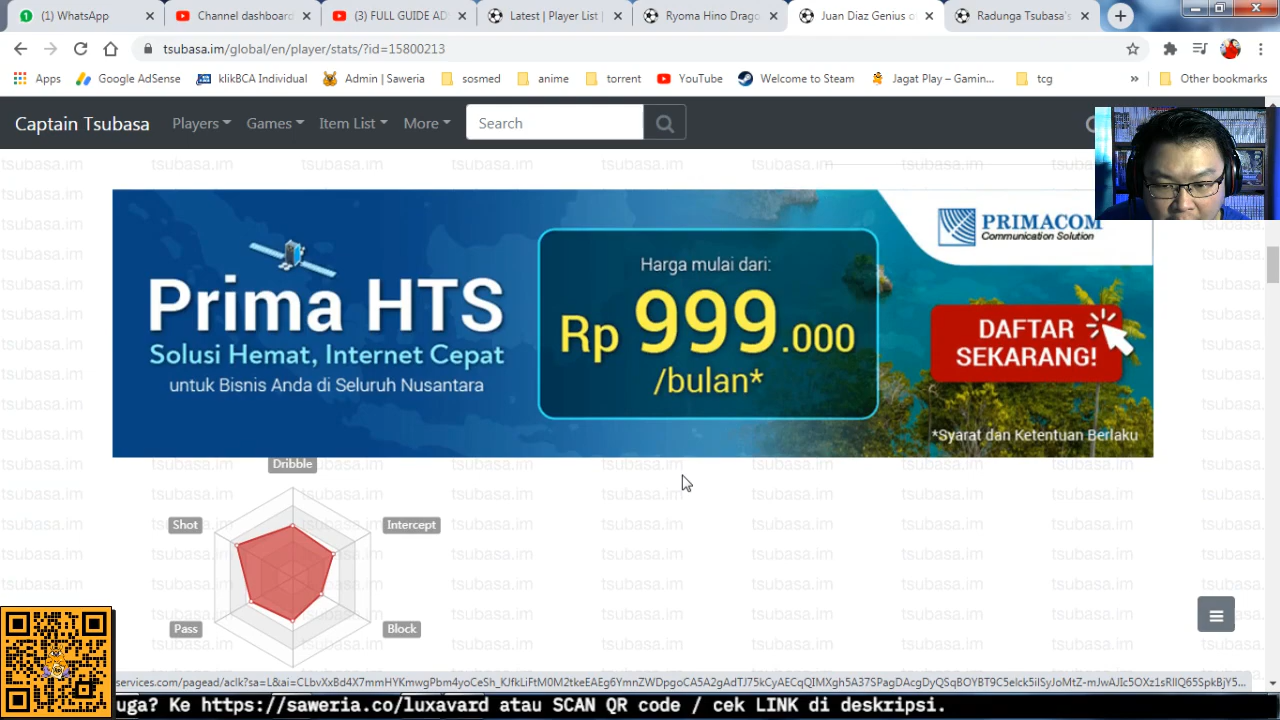 (1) WhatsApp
Channel dashboard
(3) FULL GUIDE AD
Latest | Player List |
Ryoma Hino Drago
Juan Diaz Genius o
Radunga Tsubasa's
tsubasa.im/global/en/player/stats/?id=15800213
Apps
Google AdSense
klikBCA Individual
Admin | Saweria
sosmed
anime
torrent
YouTube
Welcome to Steam
Jagat Play – Gamin...
tcg
Other bookmarks
Captain Tsubasa
Players
Games
Item List
More
Search
PRIMACOM
Communication Solution
Prima HTS
Solusi Hemat, Internet Cepat
untuk Bisnis Anda di Seluruh Nusantara
Harga mulai dari:
Rp 999.000
/bulan*
DAFTAR
SEKARANG!
*Syarat dan Ketentuan Berlaku
Dribble
Shot
Intercept
Pass
Block
uga? Ke https://saweria.co/luxavard atau SCAN QR code / cek LINK di deskripsi.